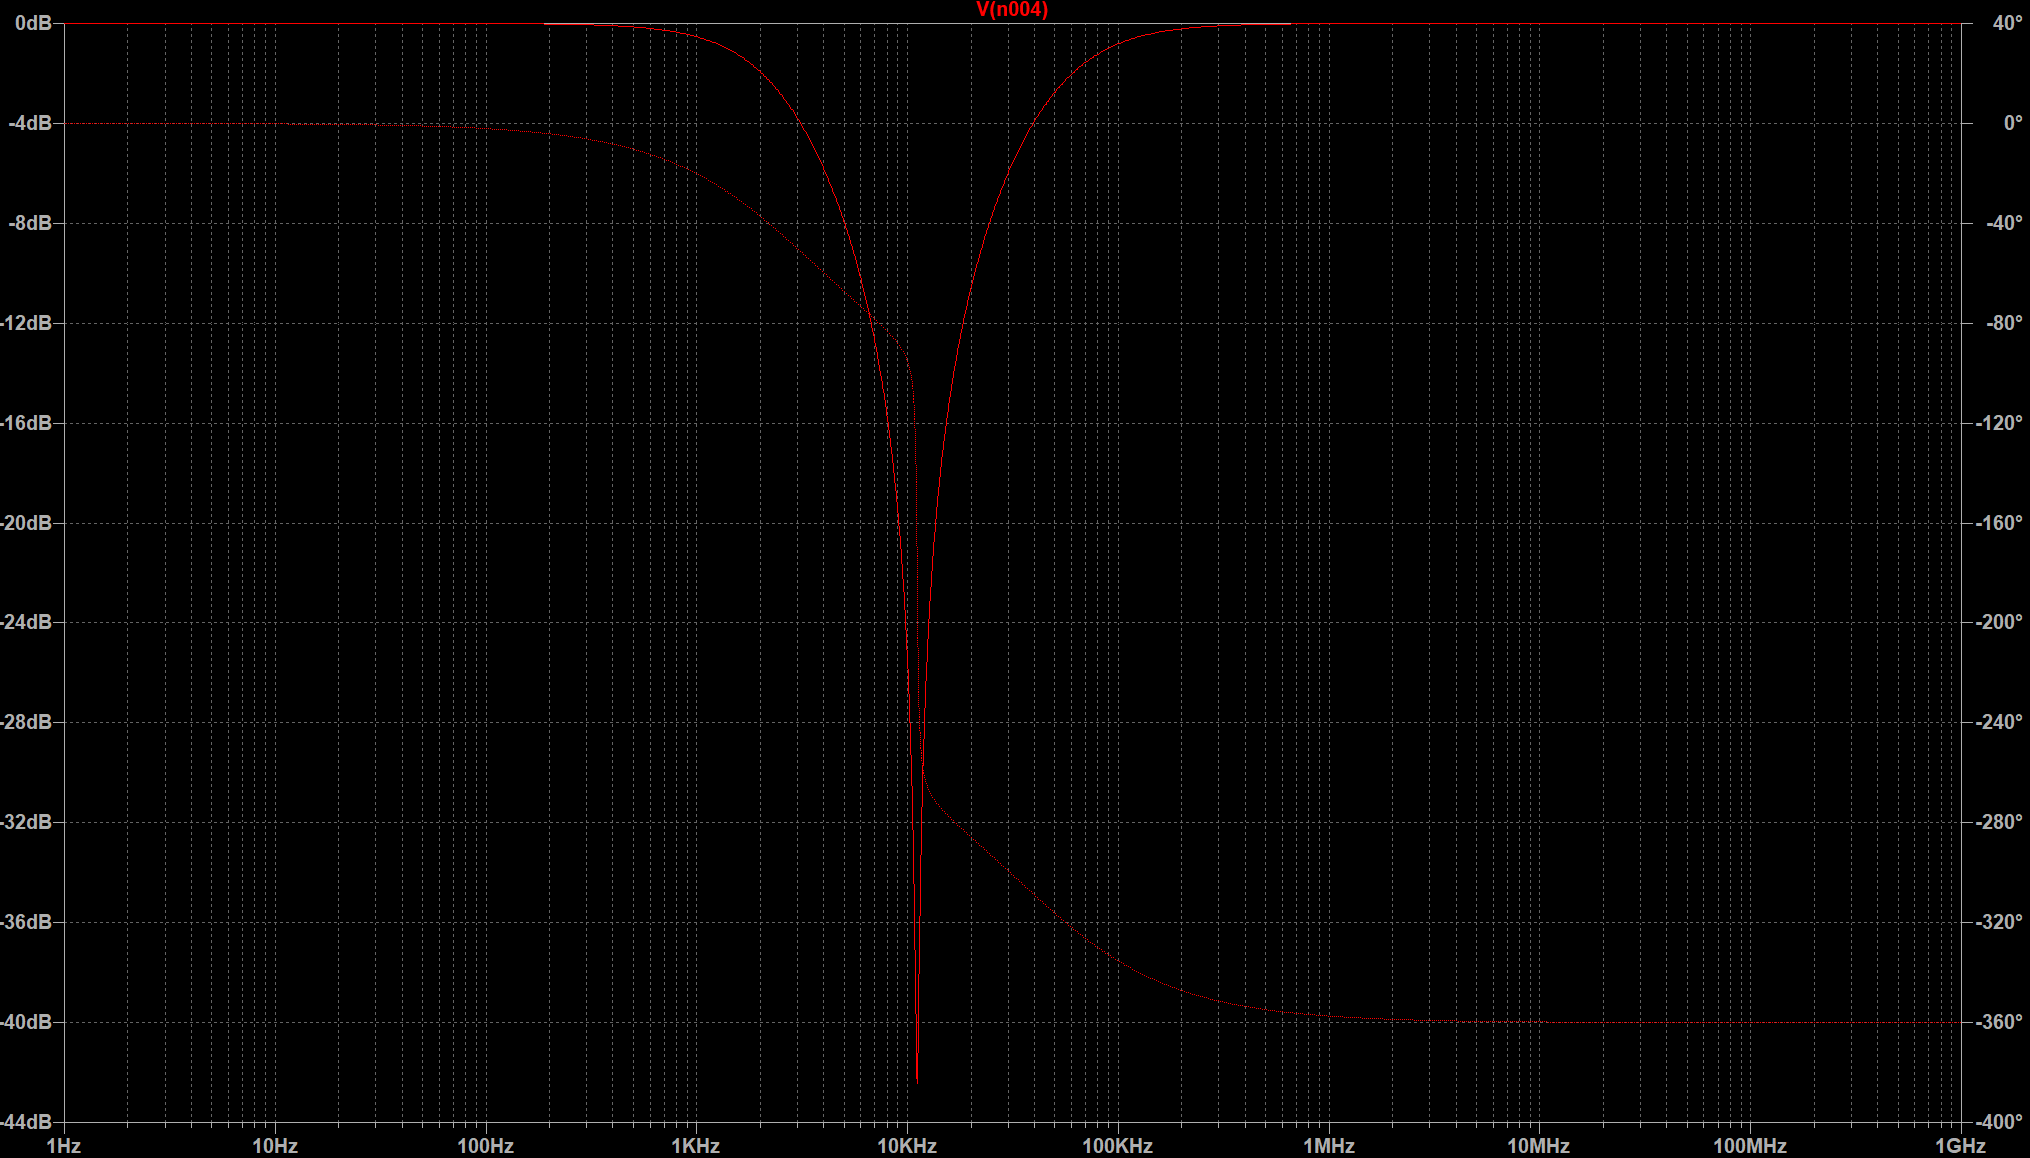 V(n004)
0dB
-4dB
-8dB
-12dB
-16dB
-20dB
-24dB
-28dB
-32dB
-36dB
-40dB
-44dB
40°
0°
-40°
-80°
-120°
-160°
-200°
-240°
-280°
-320°
-360°
-400°
1Hz 10Hz 100Hz 1KHz 10KHz 100KHz 1MHz 10MHz 100MHz 1GHz